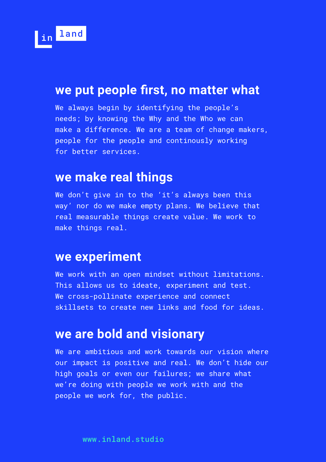 in land
we put people first, no matter what
We always begin by identifying the people's
needs; by knowing the Why and the Who we can
make a difference. We are a team of change makers,
people for the people and continously working
for better services.
we make real things
We don't give in to the 'it's always been this
way' nor do we make empty plans. We believe that
real measurable things create value. We work to
make things real.
we experiment
We work with an open mindset without limitations.
This allows us to ideate, experiment and test.
We cross-pollinate experience and connect
skillsets to create new links and food for ideas.
we are bold and visionary
We are ambitious and work towards our vision where
our impact is positive and real. We don't hide our
high goals or even our failures; we share what
we're doing with people we work with and the
people we work for, the public.
www.inland.studio